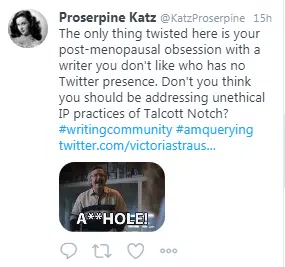 Proserpine Katz @KatzProserpine 15h
The only thing twisted here is your
post-menopausal obsession with a
writer you don't like who has no
Twitter presence. Don't you think
you should be addressing unethical
IP practices of Talcott Notch?
#writingcommunity #amquerying
twitter.com/victoriastraus...
A**HOLE!